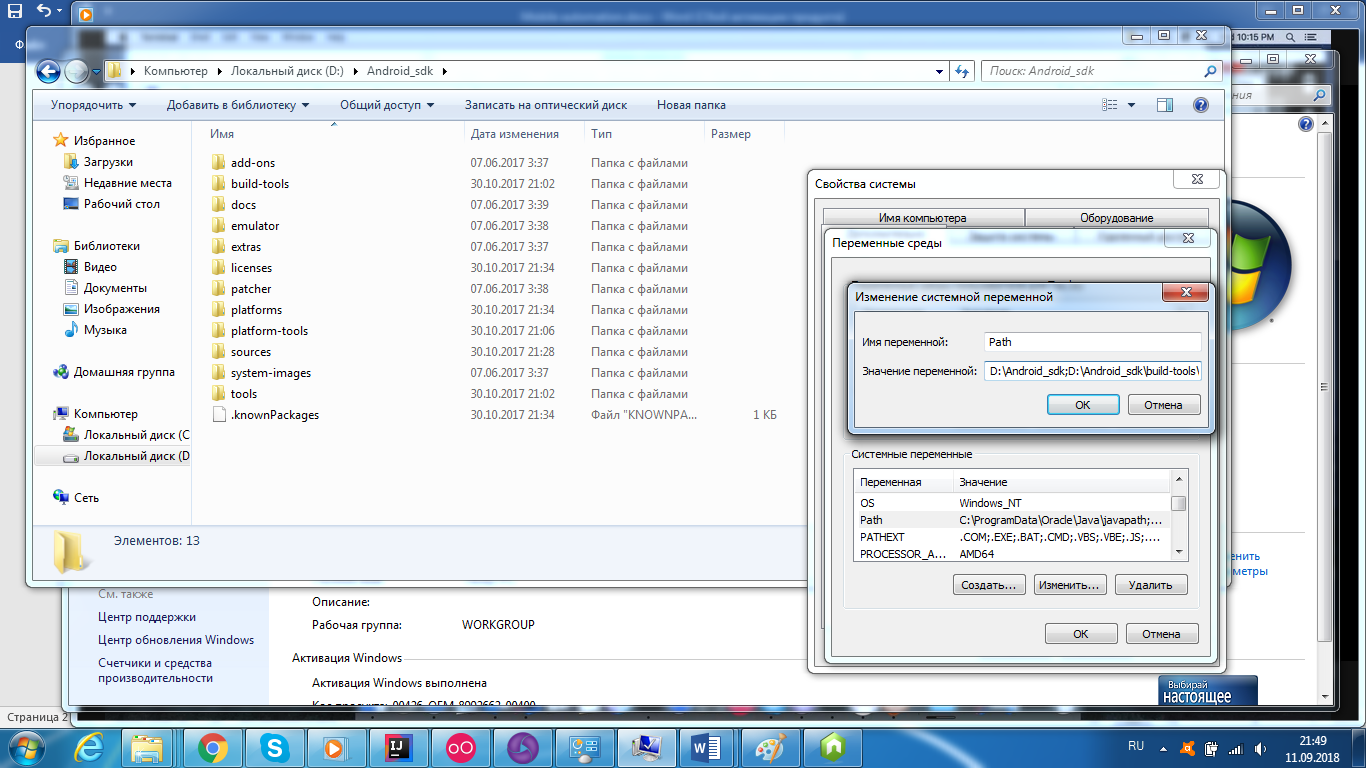 Файл
10:15 PM
Компьютер
Локальный диск (D:)
Android_sdk
Поиск: Android_sdk
Упорядочить
Добавить в библиотеку
Общий доступ
Записать на оптический диск
Новая папка
Имя
Дата изменения
Тип
Размер
Избранное
Загрузки
Недавние места
Рабочий стол
Библиотеки
Видео
Документы
Изображения
Музыка
Домашняя группа
Компьютер
Локальный диск (C
Локальный диск (D
Сеть
add-ons 07.06.2017 3:37 Папка с файлами
build-tools 30.10.2017 21:02 Папка с файлами
docs 07.06.2017 3:39 Папка с файлами
emulator 07.06.2017 3:38 Папка с файлами
extras 07.06.2017 3:37 Папка с файлами
licenses 30.10.2017 21:34 Папка с файлами
patcher 07.06.2017 3:38 Папка с файлами
platforms 30.10.2017 21:34 Папка с файлами
platform-tools 30.10.2017 21:06 Папка с файлами
sources 30.10.2017 21:28 Папка с файлами
system-images 07.06.2017 3:37 Папка с файлами
tools 30.10.2017 21:02 Папка с файлами
.knownPackages 30.10.2017 21:34 Файл "KNOWNPA... 1 КБ
Элементов: 13
Свойства системы
Имя компьютера
Оборудование
Переменные среды
Изменение системной переменной
Имя переменной:
Path
Значение переменной:
D:\Android_sdk;D:\Android_sdk\build-tools\
OK
Отмена
Системные переменные
Переменная Значение
OS Windows_NT
Path C:\ProgramData\Oracle\Java\javapath;...
PATHEXT .COM;.EXE;.BAT;.CMD;.VBS;.VBE;.JS;....
PROCESSOR_A... AMD64
Создать...
Изменить...
Удалить
OK
Отмена
См. также
Центр поддержки
Центр обновления Windows
Счетчики и средства
производительности
Описание:
Рабочая группа: WORKGROUP
Активация Windows
Активация Windows выполнена
Выбирай
настоящее
Страница 2
RU
21:49
11.09.2018